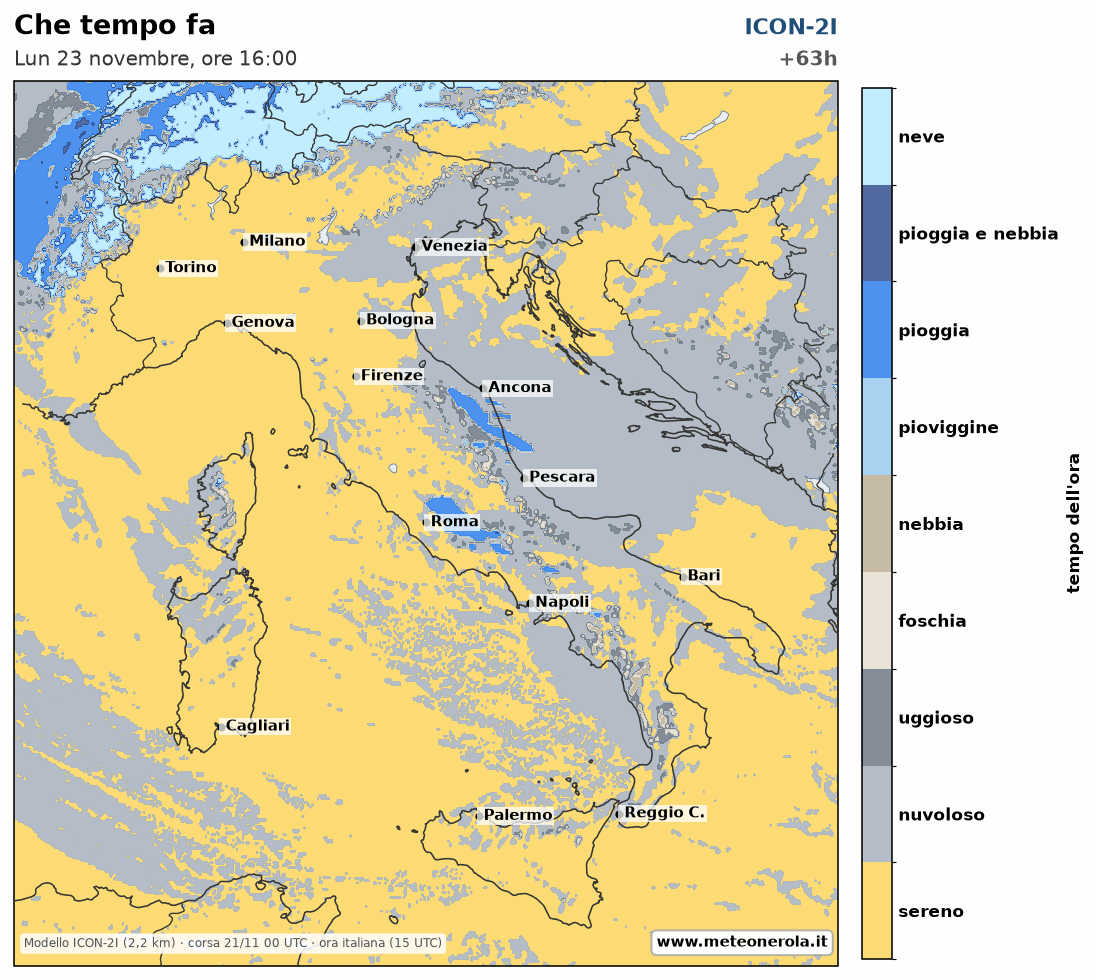 Che tempo fa
ICON-2I
Lun 23 novembre, ore 16:00
+63h
neve
pioggia e nebbia
pioggia
pioviggine
nebbia
foschia
uggioso
nuvoloso
sereno
tempo dell'ora
Milano
Venezia
Torino
Genova
Bologna
Firenze
Ancona
Pescara
Roma
Bari
Napoli
Cagliari
Palermo
Reggio C.
Modello ICON-2I (2,2 km) · corsa 21/11 00 UTC · ora italiana (15 UTC)
www.meteonerola.it